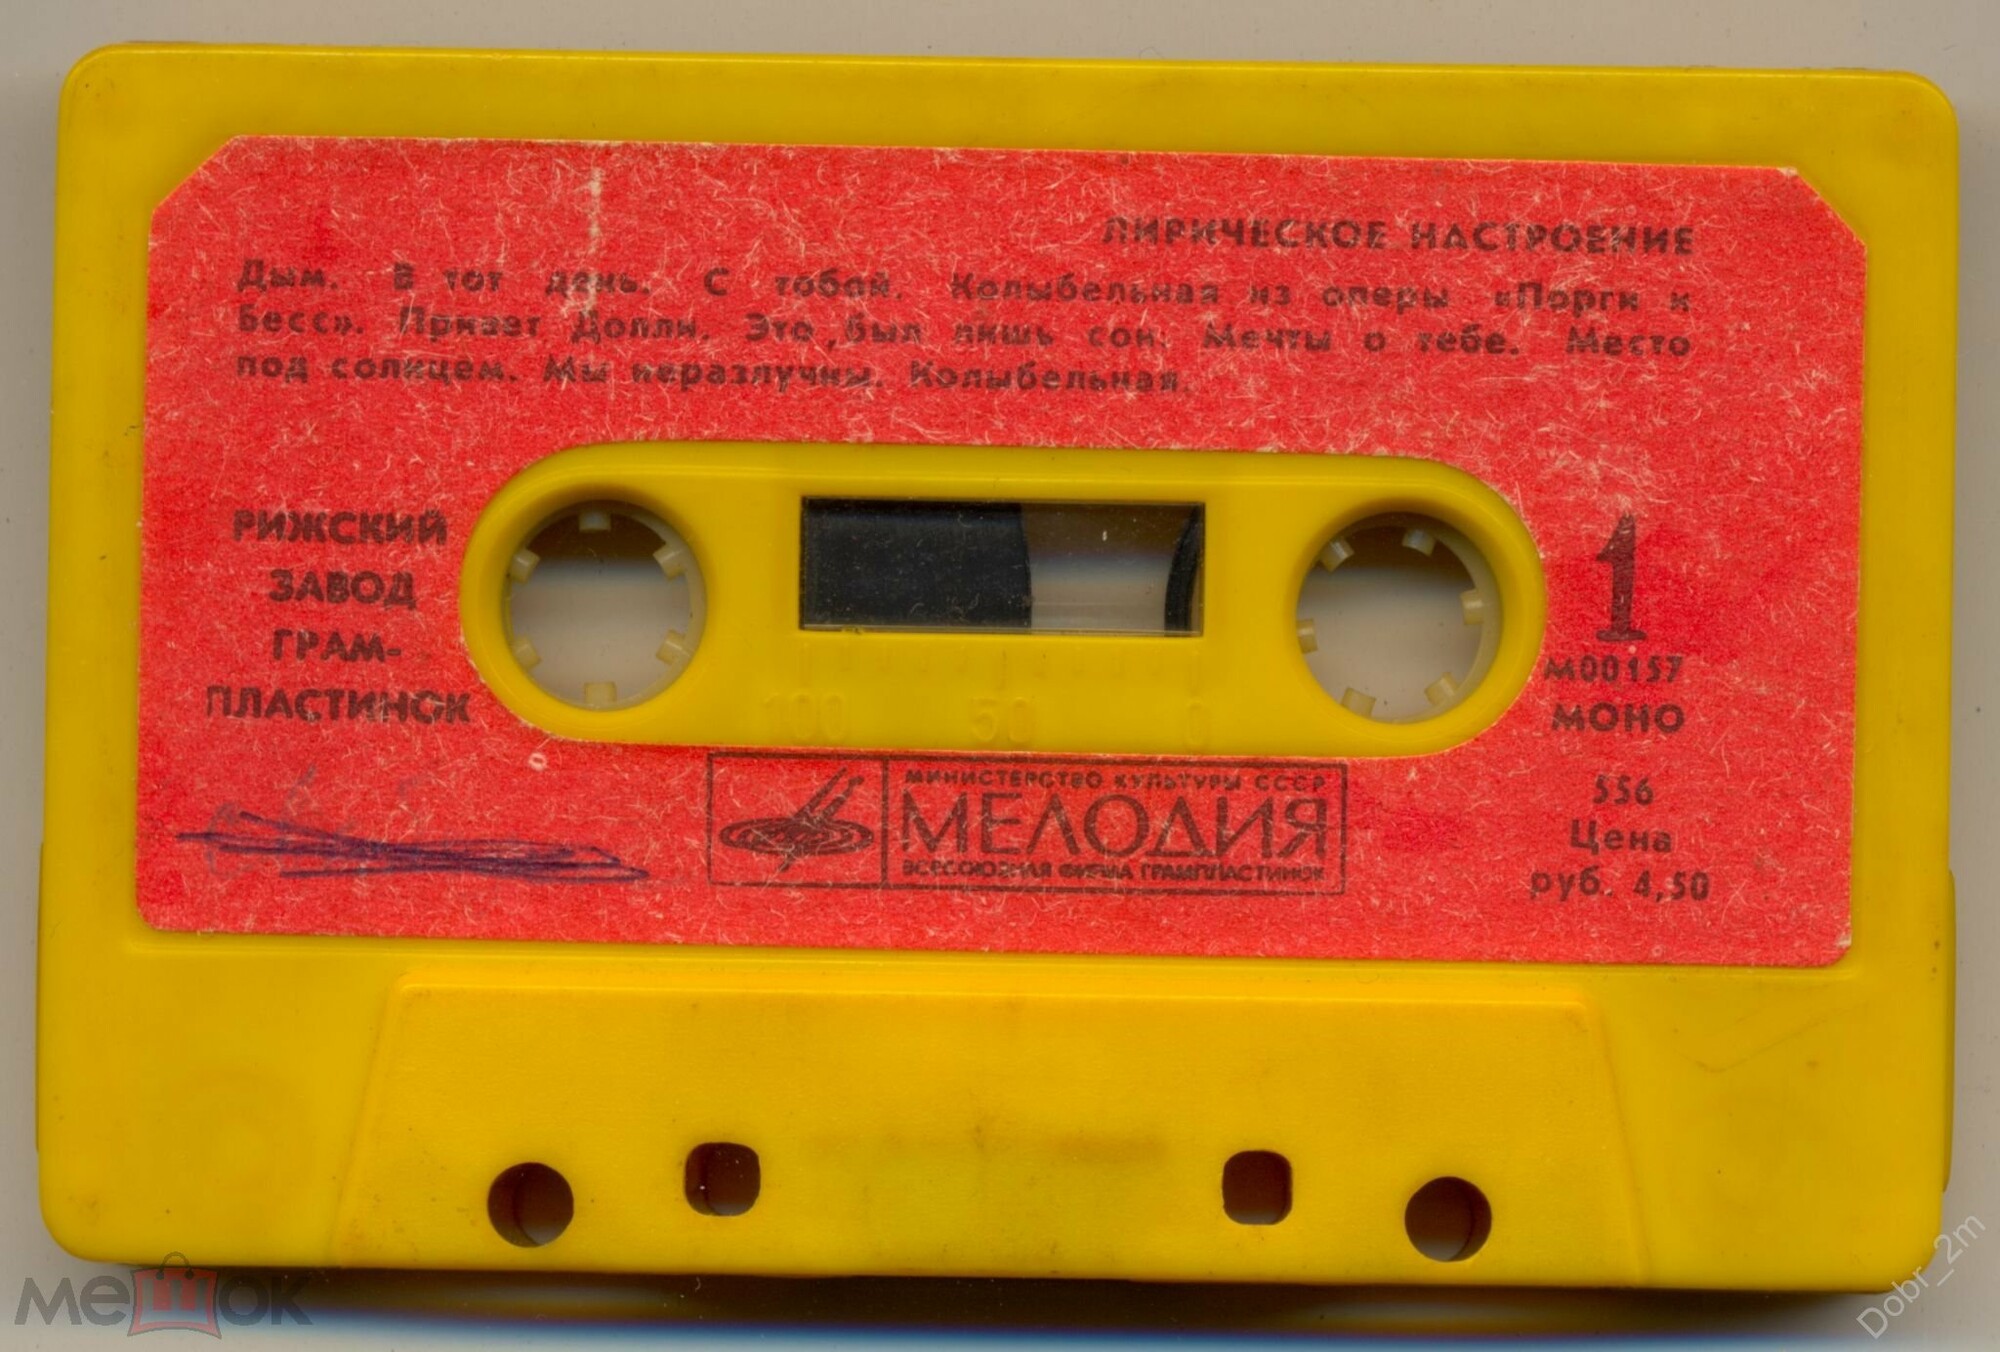 ЛИРИЧЕСКОЕ НАСТРОЕНИЕ
Дым. В тот день. С тобой. Колыбельная из оперы «Порги и
Бесс». Привет Долли. Это был лишь сон. Мечты о тебе. Место
под солнцем. Мы неразлучны. Колыбельная.
РИЖСКИЙ
ЗАВОД
ГРАМ-
ПЛАСТИНОК
1
М00157
МОНО
100 50 0
МИНИСТЕРСТВО КУЛЬТУРЫ СССР
МЕЛОДИЯ
ВСЕСОЮЗНАЯ ФИРМА ГРАМПЛАСТИНОК
556
Цена
руб. 4,50
мешок
Dobr_2m